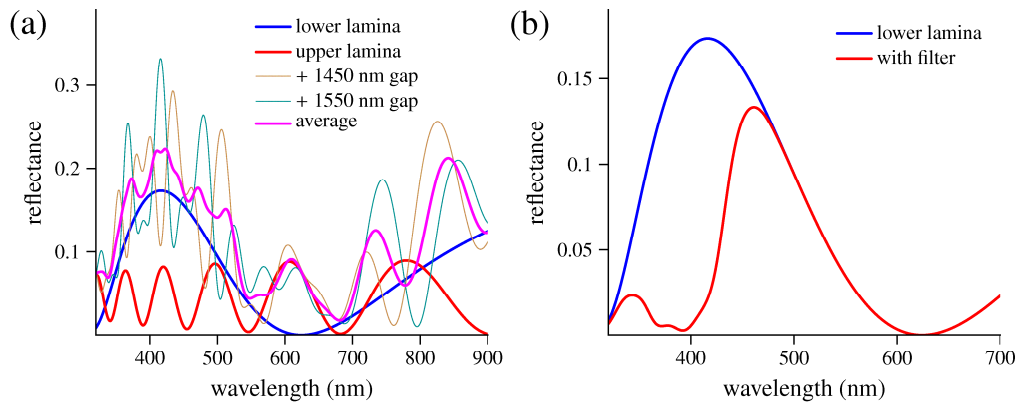 (a)
lower lamina
upper lamina
+ 1450 nm gap
+ 1550 nm gap
average
0.3
0.2
0.1
reflectance
400 500 600 700 800 900
wavelength (nm)
(b)
lower lamina
with filter
0.15
0.1
0.05
reflectance
400 500 600 700
wavelength (nm)